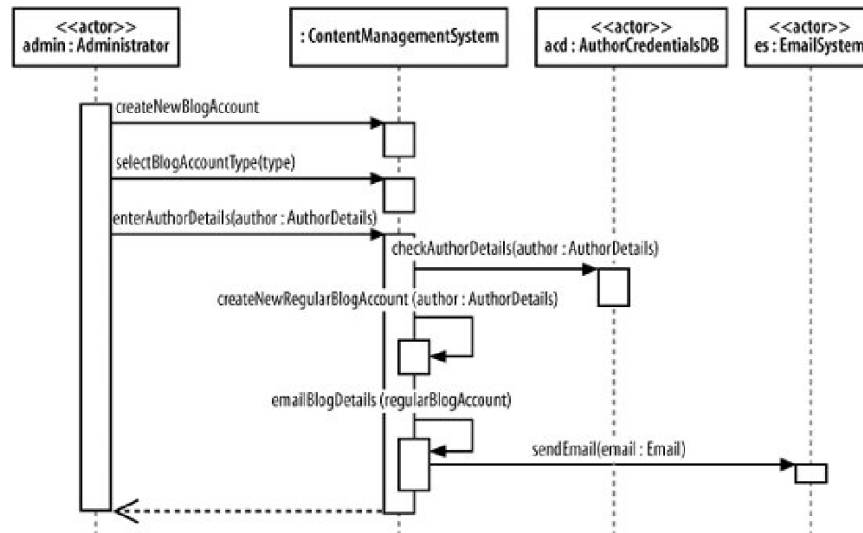 <<actor>>
admin : Administrator
: ContentManagementSystem
<<actor>>
acd : AuthorCredentialsDB
<<actor>>
es : EmailSystem
createNewBlogAccount
selectBlogAccountType(type)
enterAuthorDetails(author : AuthorDetails)
checkAuthorDetails(author : AuthorDetails)
createNewRegularBlogAccount (author : AuthorDetails)
emailBlogDetails (regularBlogAccount)
sendEmail(email : Email)